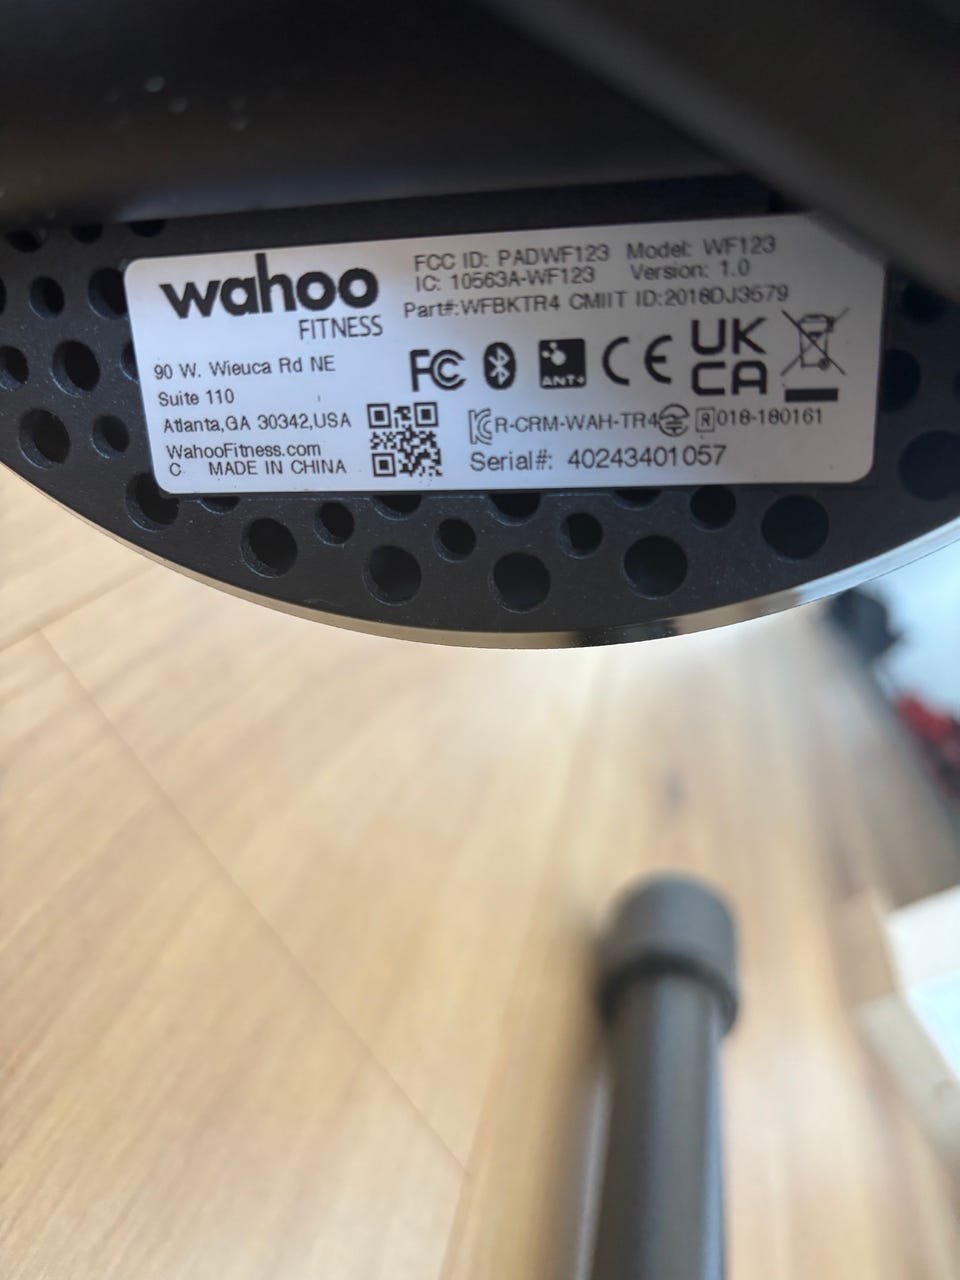 wahoo
FITNESS
90 W. Wieuca Rd NE
Suite 110
Atlanta,GA 30342,USA
WahooFitness.com
C. MADE IN CHINA
FCC ID: PADWF123 Model: WF123
IC: 10563A-WF123 Version: 1.0
Part#:WFBKTR4 CMIIT ID:2018DJ3579
FC CE UK CA
ANT+
R-CRM-WAH-TR4 R 018-180161
Serial#: 40243401057